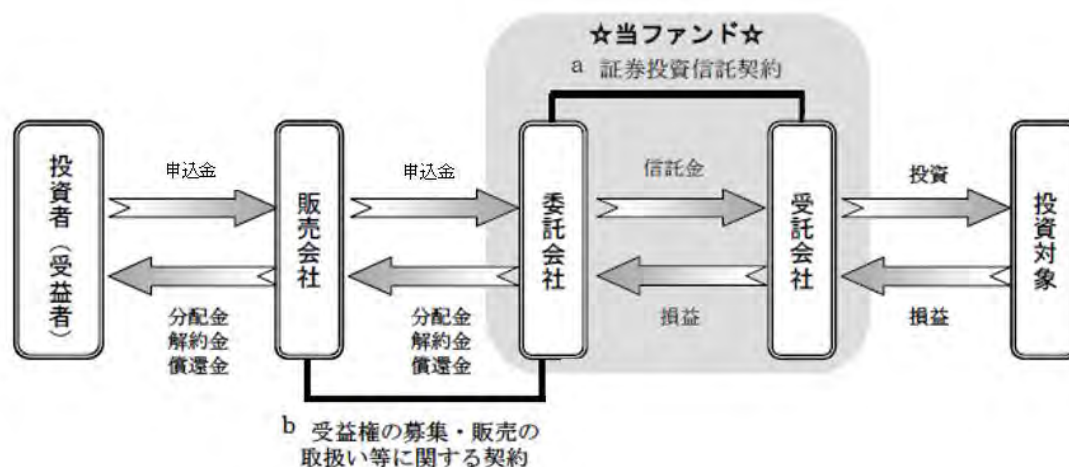 ☆当ファンド☆
a 証券投資信託契約
投資者（受益者）
申込金
販売会社
申込金
委託会社
信託金
受託会社
投資
投資対象
分配金
解約金
償還金
分配金
解約金
償還金
損益
損益
b 受益権の募集・販売の
取扱い等に関する契約